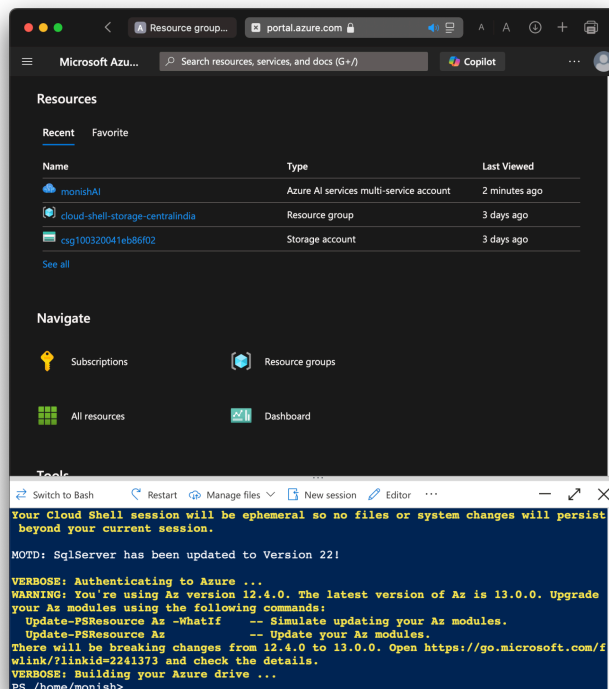 Resource group...
portal.azure.com
A A
Microsoft Azu...
Search resources, services, and docs (G+/)
Copilot
Resources
Recent Favorite
Name Type Last Viewed
monishAI Azure AI services multi-service account 2 minutes ago
cloud-shell-storage-centralindia Resource group 3 days ago
csg100320041eb86f02 Storage account 3 days ago
See all
Navigate
Subscriptions Resource groups
All resources Dashboard
Tools
Switch to Bash Restart Manage files New session Editor ...
Your Cloud Shell session will be ephemeral so no files or system changes will persist
beyond your current session.
MOTD: SqlServer has been updated to Version 22!
VERBOSE: Authenticating to Azure ...
WARNING: You're using Az version 12.4.0. The latest version of Az is 13.0.0. Upgrade
your Az modules using the following commands:
Update-PSResource Az -WhatIf -- Simulate updating your Az modules.
Update-PSResource Az -- Update your Az modules.
There will be breaking changes from 12.4.0 to 13.0.0. Open https://go.microsoft.com/f
wlink/?linkid=2241373 and check the details.
VERBOSE: Building your Azure drive ...
PS /home/monish>